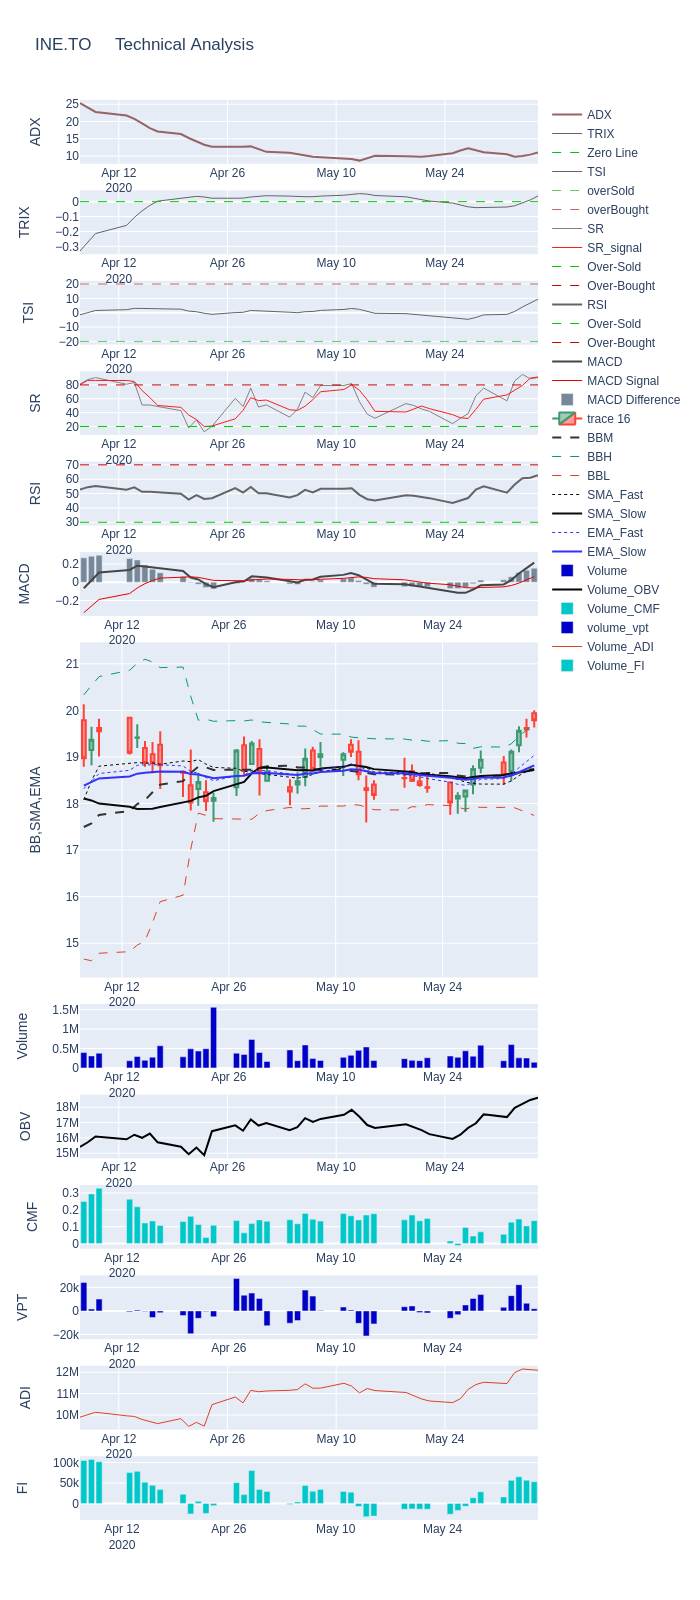 INE.TO Technical Analysis
ADX
25
20
15
10
Apr 12
2020
Apr 26
May 10
May 24
TRIX
0
−0.1
−0.2
−0.3
Apr 12
2020
Apr 26
May 10
May 24
TSI
20
10
0
−10
−20
Apr 12
2020
Apr 26
May 10
May 24
SR
80
60
40
20
Apr 12
2020
Apr 26
May 10
May 24
RSI
70
60
50
40
30
Apr 12
2020
Apr 26
May 10
May 24
MACD
0.2
0
−0.2
Apr 12
2020
Apr 26
May 10
May 24
BB,SMA,EMA
21
20
19
18
17
16
15
Apr 12
2020
Apr 26
May 10
May 24
Volume
1.5M
1M
0.5M
0
Apr 12
2020
Apr 26
May 10
May 24
OBV
18M
17M
16M
15M
Apr 12
2020
Apr 26
May 10
May 24
CMF
0.3
0.2
0.1
0
Apr 12
2020
Apr 26
May 10
May 24
VPT
20k
0
−20k
Apr 12
2020
Apr 26
May 10
May 24
ADI
12M
11M
10M
Apr 12
2020
Apr 26
May 10
May 24
FI
100k
50k
0
Apr 12
2020
Apr 26
May 10
May 24
ADX
TRIX
Zero Line
TSI
overSold
overBought
SR
SR_signal
Over-Sold
Over-Bought
RSI
Over-Sold
Over-Bought
MACD
MACD Signal
MACD Difference
trace 16
BBM
BBH
BBL
SMA_Fast
SMA_Slow
EMA_Fast
EMA_Slow
Volume
Volume_OBV
Volume_CMF
volume_vpt
Volume_ADI
Volume_FI